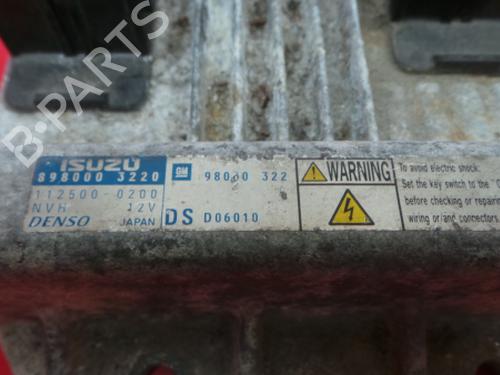 B-PARTS
ISUZU
898000 3220
112500-0200
NVH 12V
DENSO JAPAN
GM 98000 322
DS D06010
WARNING
To avoid electric shock:
Set the key switch to the "O
before checking or repairing
wiring or/and connectors.